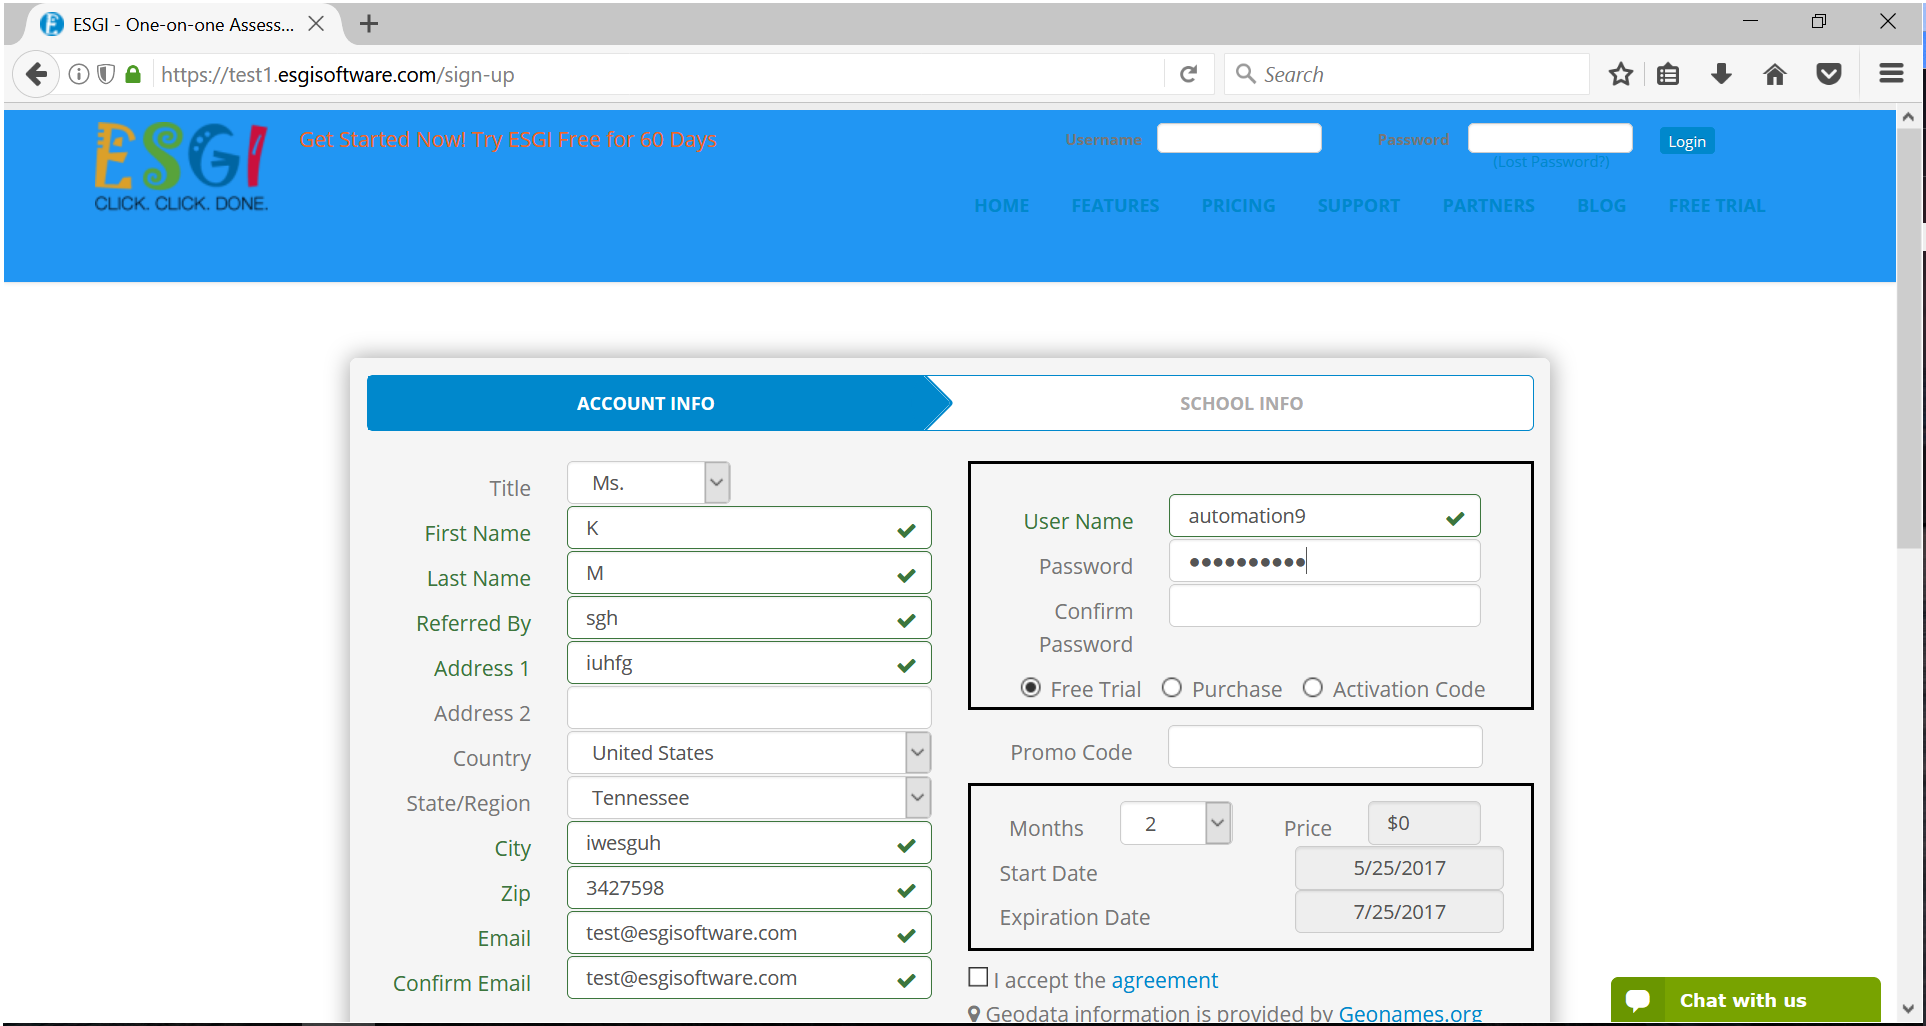 ESGI - One-on-one Assess...
https://test1.esgisoftware.com/sign-up
Search
ESGI
CLICK. CLICK. DONE.
Get Started Now! Try ESGI Free for 60 Days
Username
Password
Login
(Lost Password?)
HOME FEATURES PRICING SUPPORT PARTNERS BLOG FREE TRIAL
ACCOUNT INFO
SCHOOL INFO
Title Ms.
First Name K
Last Name M
Referred By sgh
Address 1 iuhfg
Address 2
Country United States
State/Region Tennessee
City iwesguh
Zip 3427598
Email test@esgisoftware.com
Confirm Email test@esgisoftware.com
User Name automation9
Password ••••••••••
Confirm
Password
Free Trial Purchase Activation Code
Promo Code
Months 2 Price $0
Start Date 5/25/2017
Expiration Date 7/25/2017
I accept the agreement
Geodata information is provided by Geonames.org
Chat with us